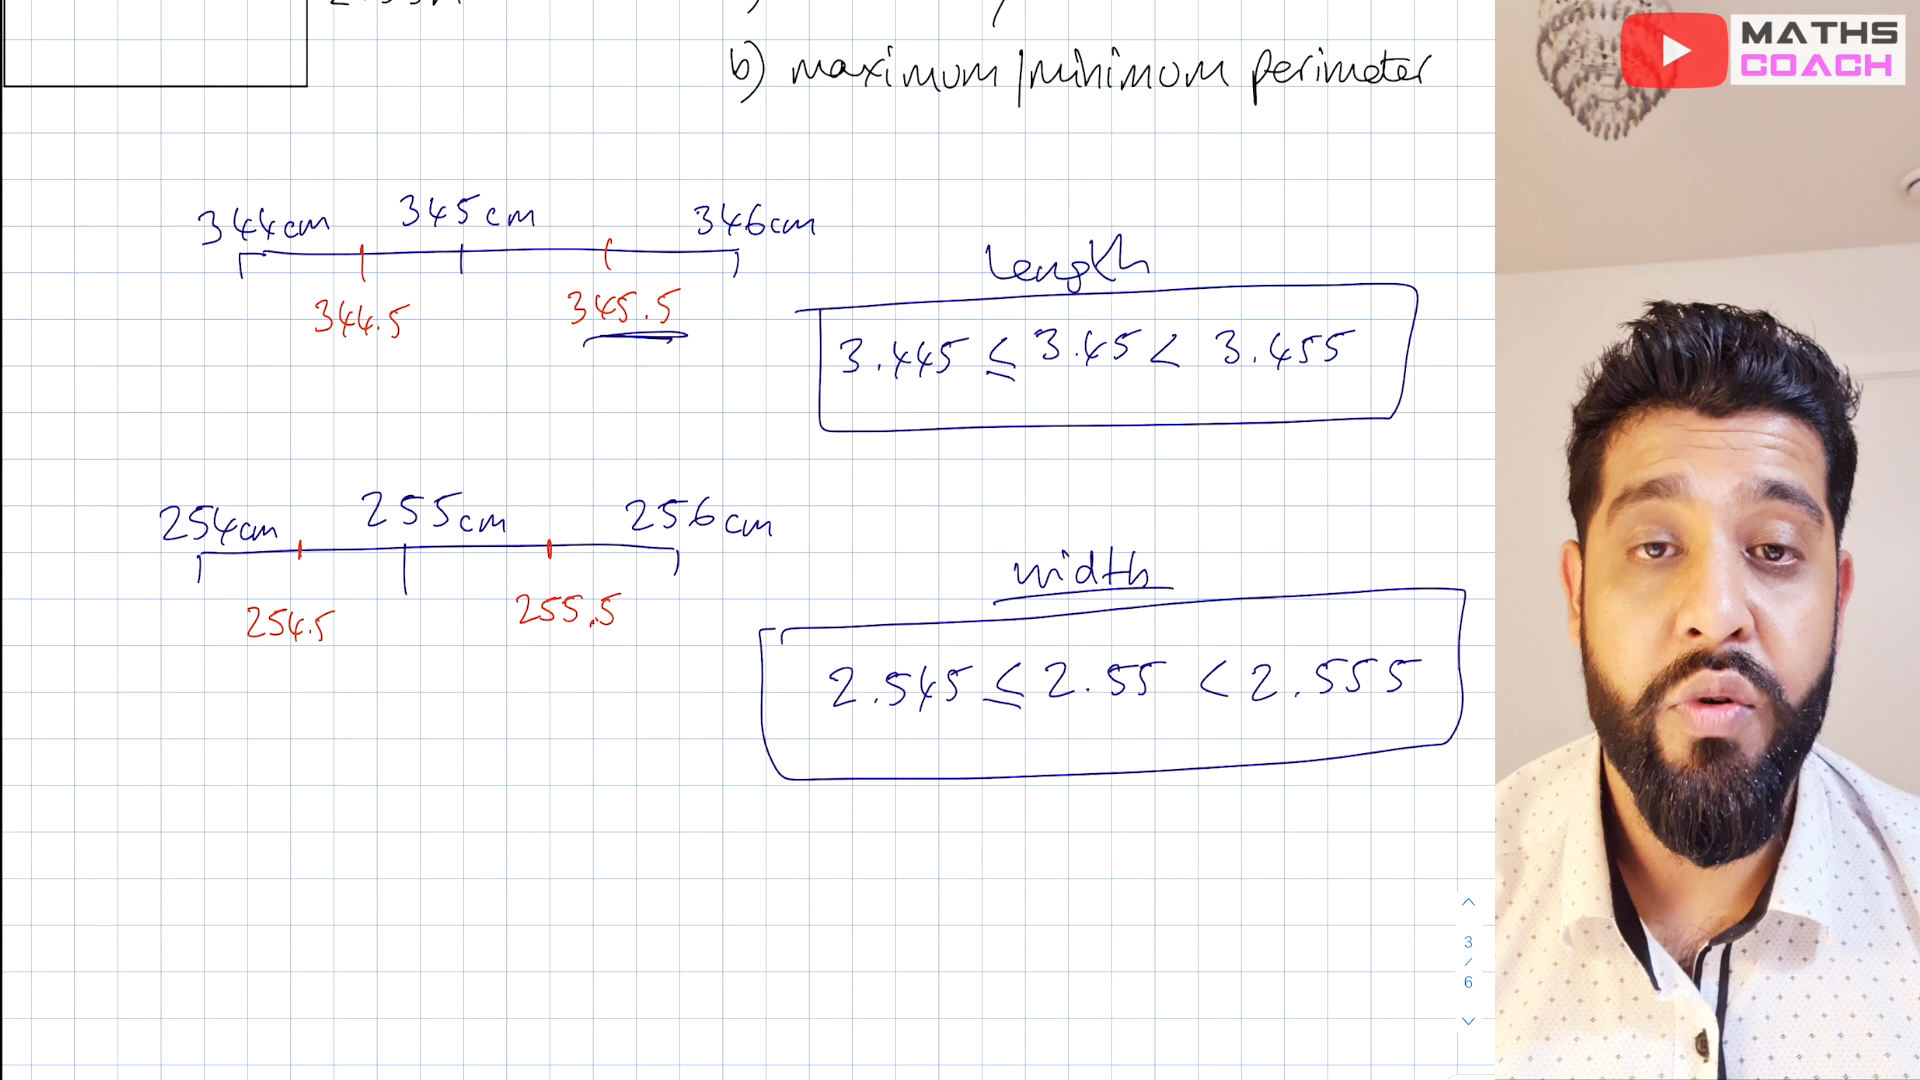 b) maximum/minimum perimeter
MATHS
COACH
344cm 345cm 346cm
344.5 345.5
Length
3.445 ≤ 3.45 < 3.455
254cm 255cm 256cm
254.5 255.5
width
2.545 ≤ 2.55 < 2.555
3
/
6